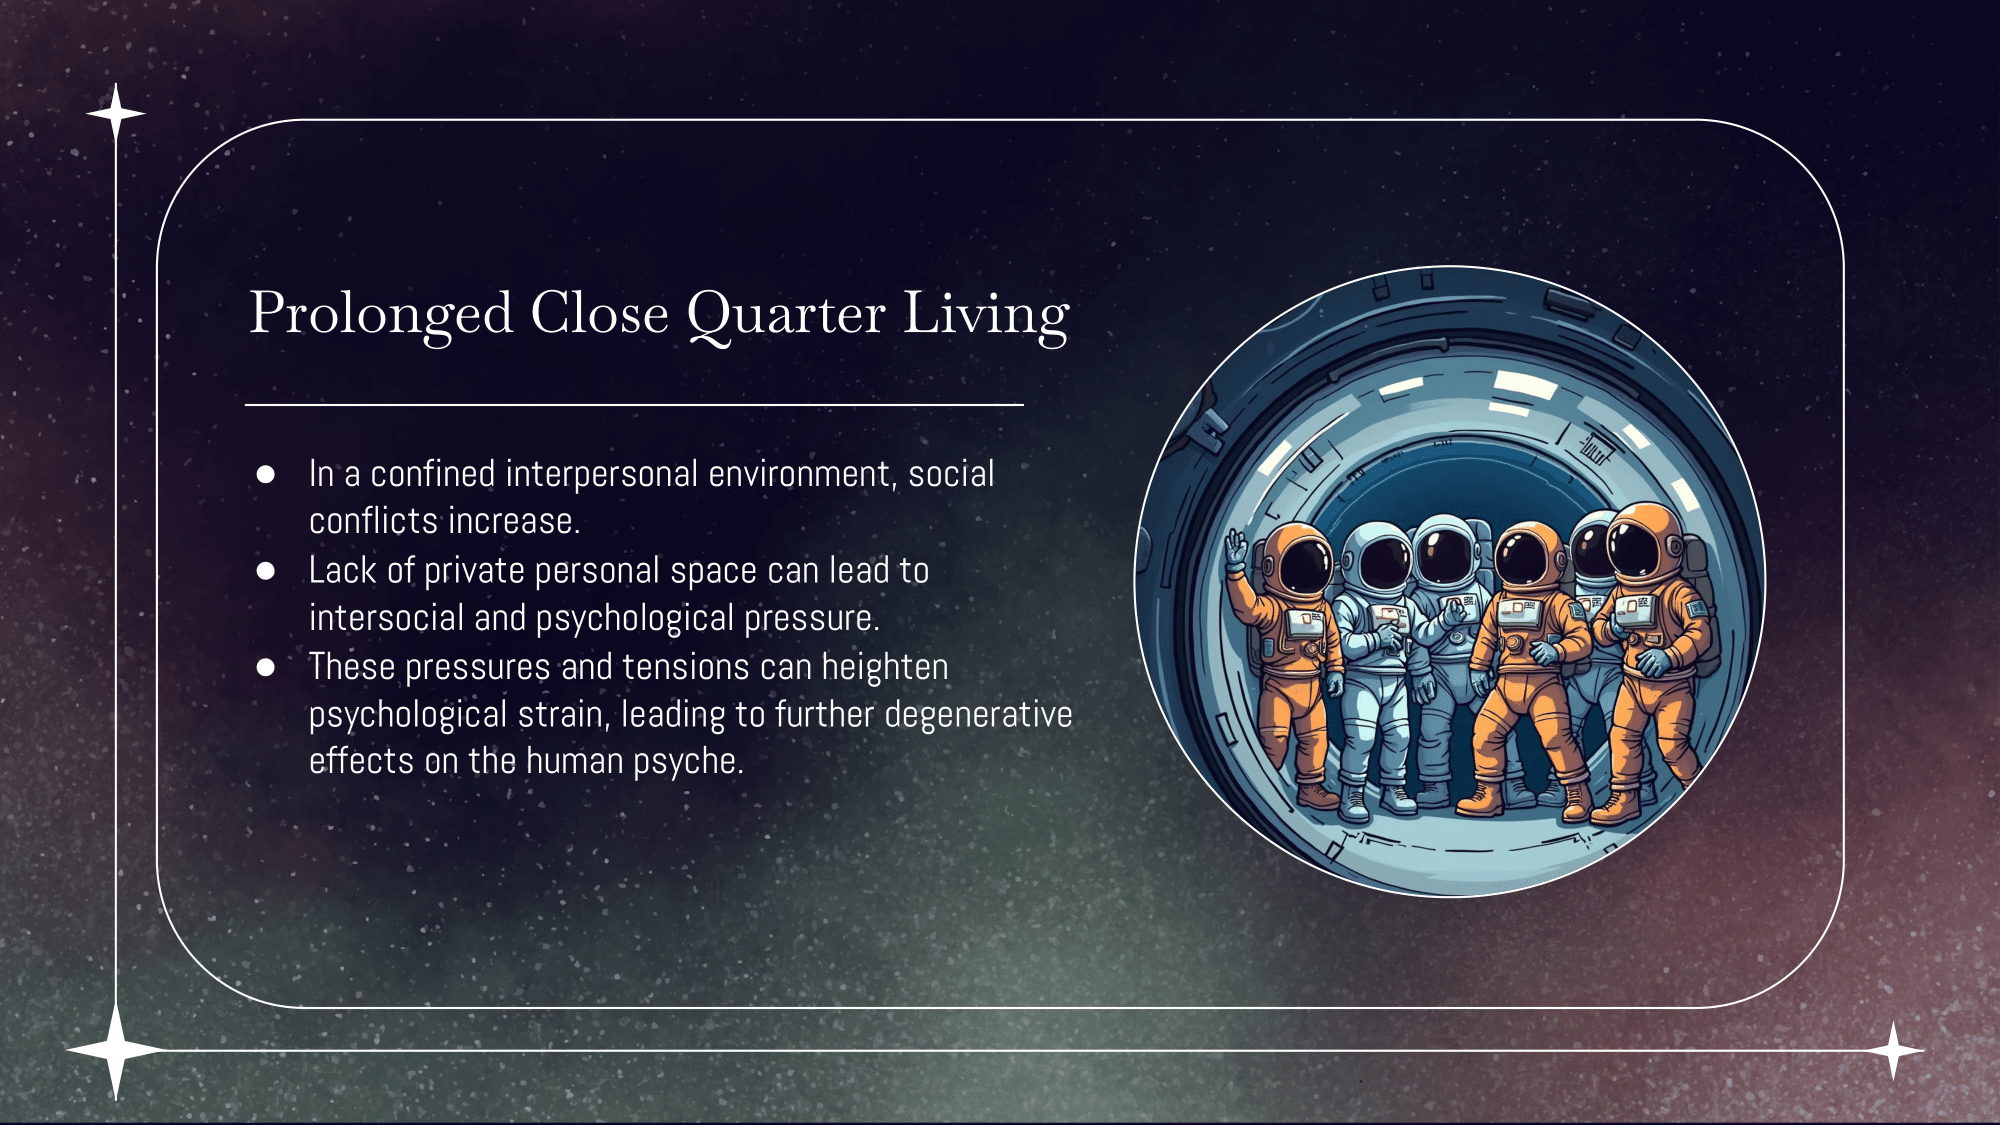 Prolonged Close Quarter Living
● In a confined interpersonal environment, social
conflicts increase.
● Lack of private personal space can lead to
intersocial and psychological pressure.
● These pressures and tensions can heighten
psychological strain, leading to further degenerative
effects on the human psyche.